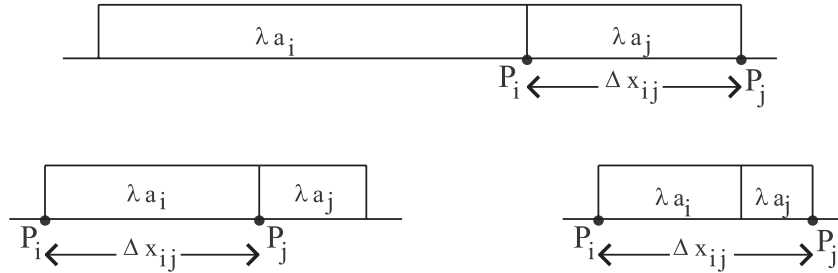 λ a_i λ a_j
P_i Δ x_ij P_j
λ a_i λ a_j λ a_i λ a_j
P_i Δ x_ij P_j P_i Δ x_ij P_j